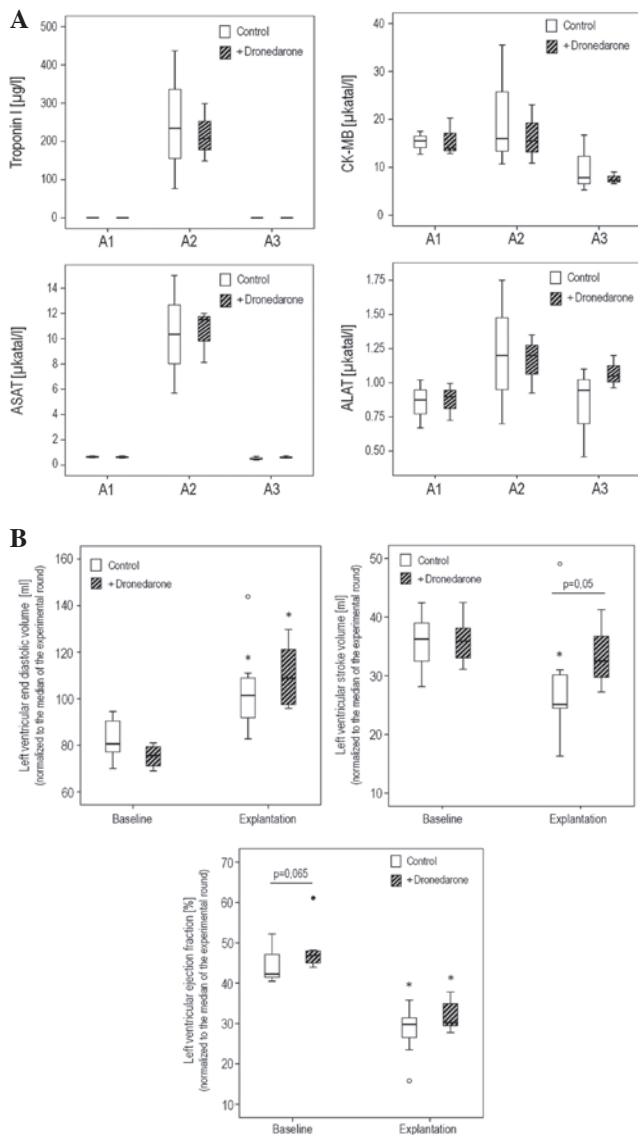 A
Troponin I [µg/l]
500
400
300
200
100
0
Control
+Dronedarone
A1
A2
A3
CK-MB [µkatal/l]
40
30
20
10
0
Control
+Dronedarone
A1
A2
A3
ASAT [µkatal/l]
14
12
10
8
6
4
2
0
Control
+Dronedarone
A1
A2
A3
ALAT [µkatal/l]
1.75
1.50
1.25
1.00
0.75
0.50
Control
+Dronedarone
A1
A2
A3
B
Left ventricular end diastolic volume [ml]
(normalized to the median of the experimental round)
160
140
120
100
80
60
Control
+Dronedarone
*
*
Baseline
Explantation
Left ventricular stroke volume [ml]
(normalized to the median of the experimental round)
50
40
30
20
10
Control
+Dronedarone
p=0,05
*
Baseline
Explantation
Left ventricular ejection fraction [%]
(normalized to the median of the experimental round)
70
60
50
40
30
20
10
Control
+Dronedarone
p=0,065
*
*
Baseline
Explantation